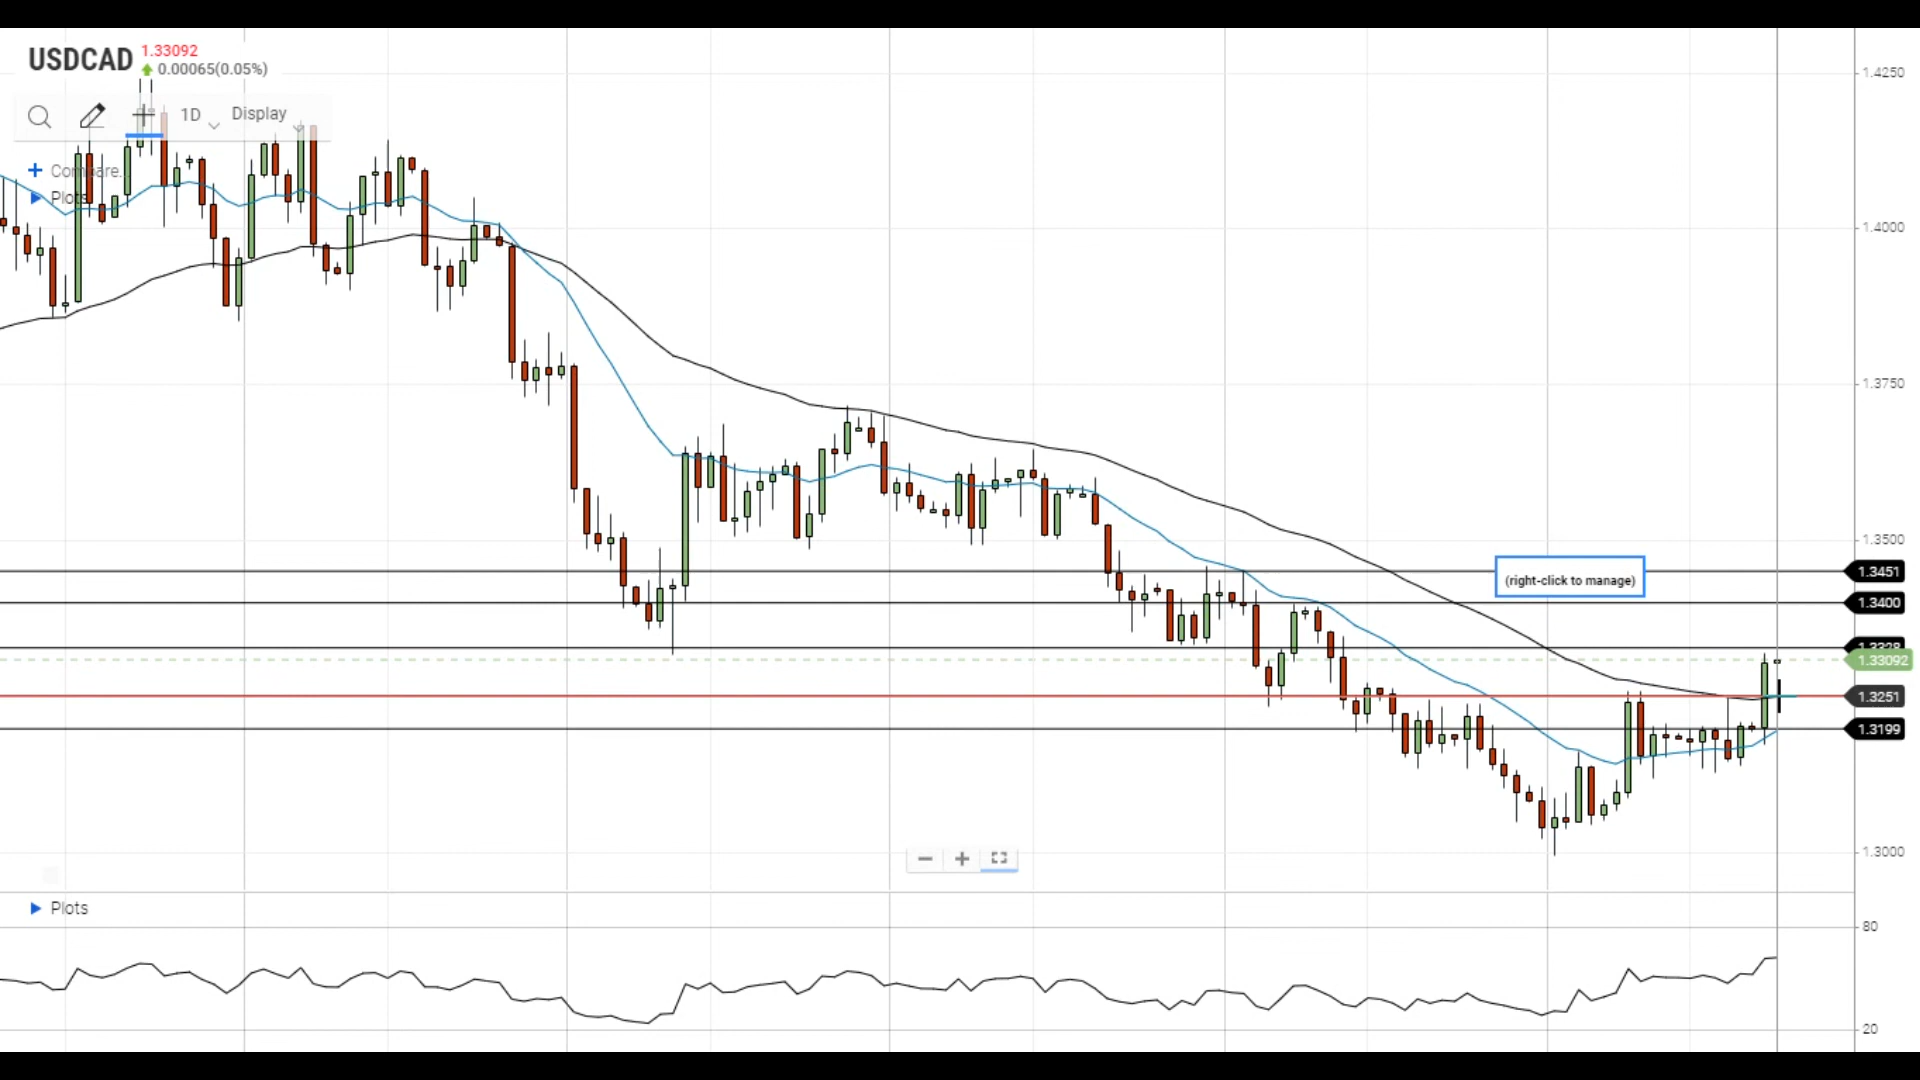 USDCAD 1.33092
0.00065(0.05%)
1D Display
Compare...
Plots
1.4250
1.4000
1.3750
1.3500
(right-click to manage)
1.3451
1.3400
1.33092
1.3251
1.3199
1.3000
Plots
80
20